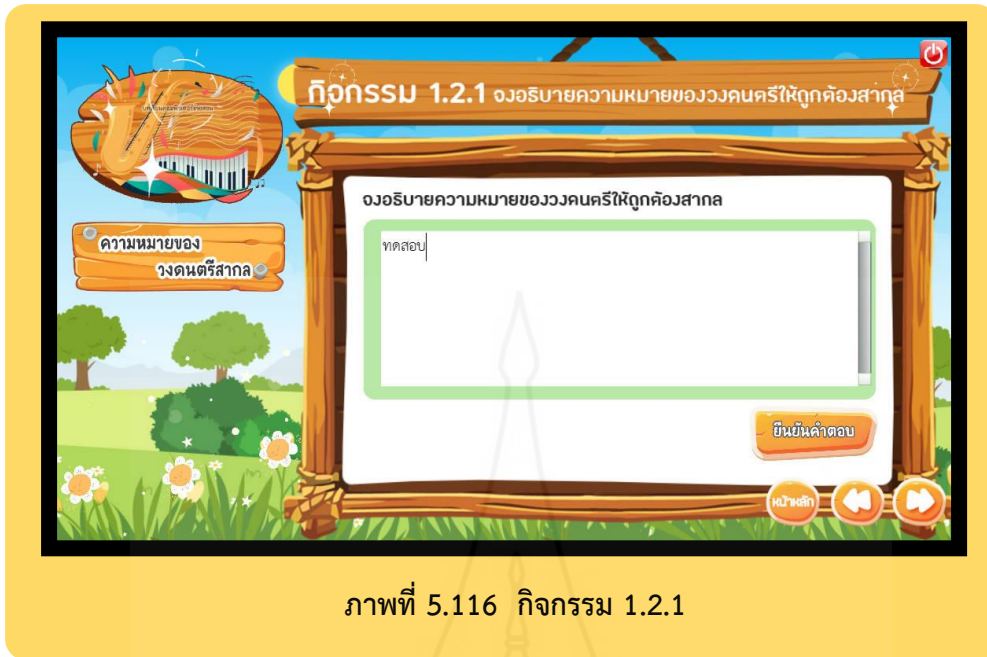 กิจกรรม 1.2.1 จงอธิบายความหมายของวงดนตรีให้ถูกต้องสากล
จงอธิบายความหมายของวงดนตรีให้ถูกต้องสากล
ความหมายของ
วงดนตรีสากล
ทดสอบ
ยืนยันคำตอบ
หน้าหลัก
ภาพที่ 5.116 กิจกรรม 1.2.1